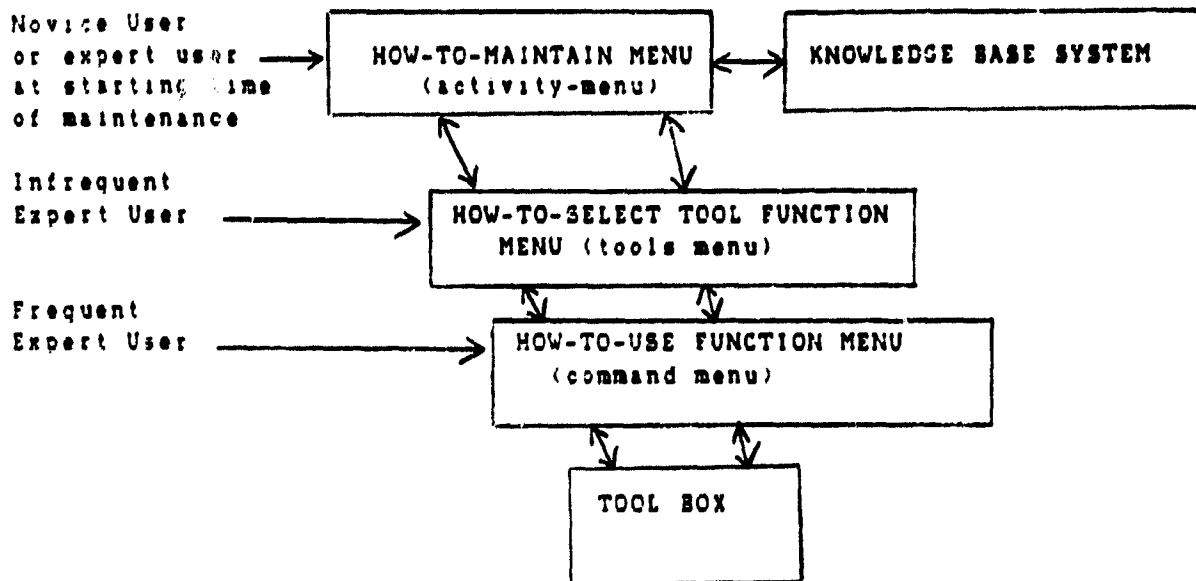 Novice User
or expert user
at starting time
of maintenance
HOW-TO-MAINTAIN MENU
(activity-menu)
KNOWLEDGE BASE SYSTEM
Infrequent
Expert User
HOW-TO-SELECT TOOL FUNCTION
MENU (tools menu)
Frequent
Expert User
HOW-TO-USE FUNCTION MENU
(command menu)
TOOL BOX